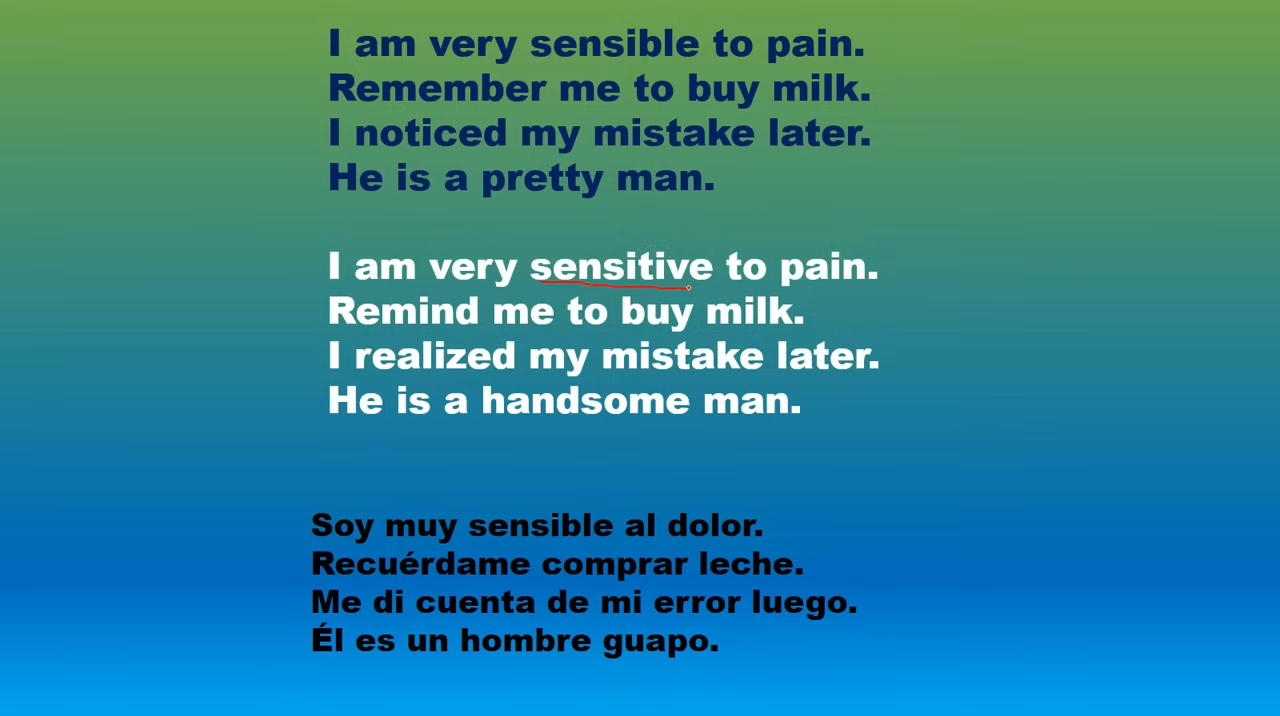 I am very sensible to pain.
Remember me to buy milk.
I noticed my mistake later.
He is a pretty man.
I am very sensitive to pain.
Remind me to buy milk.
I realized my mistake later.
He is a handsome man.
Soy muy sensible al dolor.
Recuérdame comprar leche.
Me di cuenta de mi error luego.
Él es un hombre guapo.